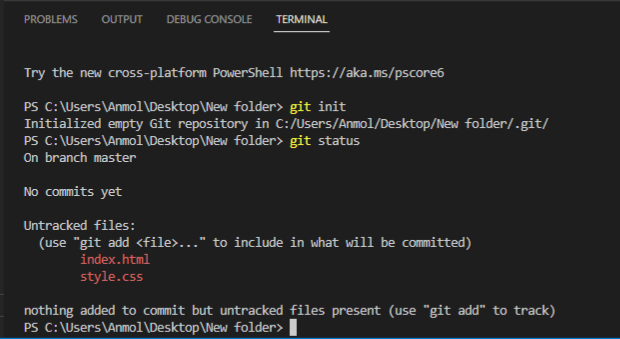 PROBLEMS OUTPUT DEBUG CONSOLE TERMINAL
Try the new cross-platform PowerShell https://aka.ms/pscore6
PS C:\Users\Anmol\Desktop\New folder> git init
Initialized empty Git repository in C:/Users/Anmol/Desktop/New folder/.git/
PS C:\Users\Anmol\Desktop\New folder> git status
On branch master
No commits yet
Untracked files:
(use "git add <file>..." to include in what will be committed)
index.html
style.css
nothing added to commit but untracked files present (use "git add" to track)
PS C:\Users\Anmol\Desktop\New folder>